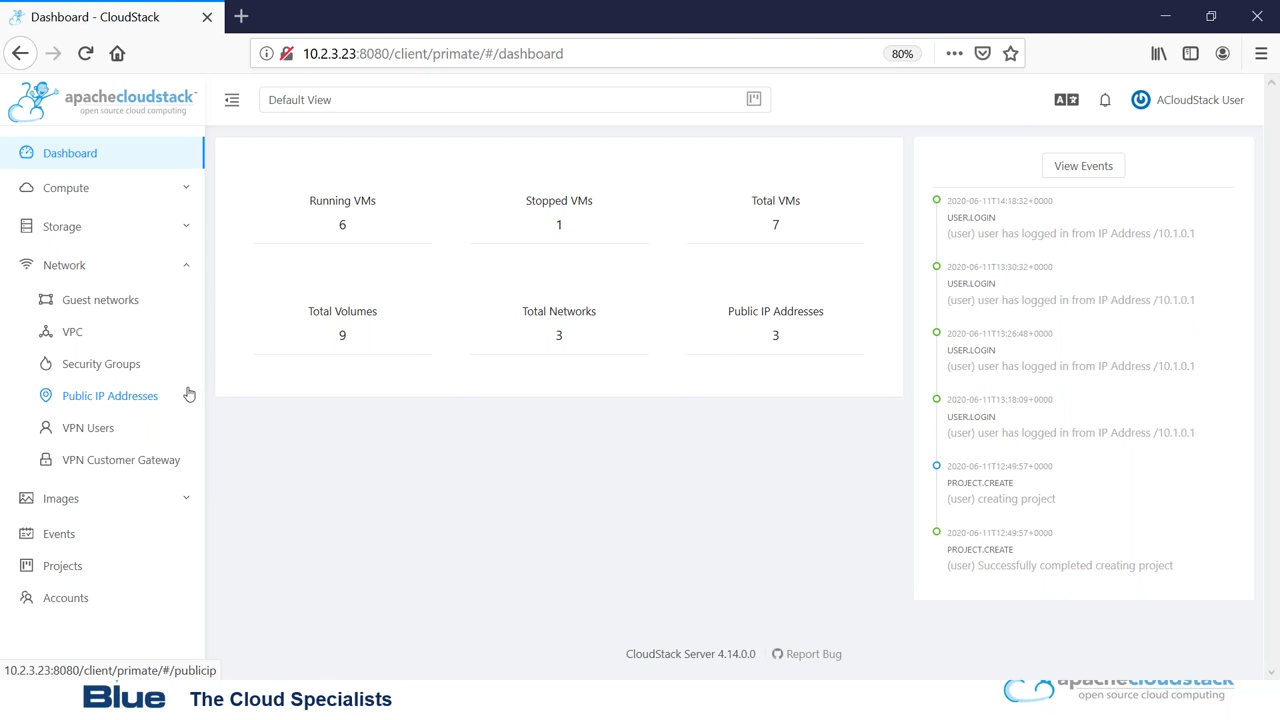 Dashboard - CloudStack
10.2.3.23:8080/client/primate/#/dashboard
80%
apachecloudstack™
open source cloud computing
Default View
ACloudStack User
Dashboard
Compute
Storage
Network
Guest networks
VPC
Security Groups
Public IP Addresses
VPN Users
VPN Customer Gateway
Images
Events
Projects
Accounts
Running VMs
6
Stopped VMs
1
Total VMs
7
Total Volumes
9
Total Networks
3
Public IP Addresses
3
View Events
2020-06-11T14:18:32+0000
USER.LOGIN
(user) user has logged in from IP Address /10.1.0.1
2020-06-11T13:30:32+0000
USER.LOGIN
(user) user has logged in from IP Address /10.1.0.1
2020-06-11T13:26:48+0000
USER.LOGIN
(user) user has logged in from IP Address /10.1.0.1
2020-06-11T13:18:09+0000
USER.LOGIN
(user) user has logged in from IP Address /10.1.0.1
2020-06-11T12:49:57+0000
PROJECT.CREATE
(user) creating project
2020-06-11T12:49:57+0000
PROJECT.CREATE
(user) Successfully completed creating project
CloudStack Server 4.14.0.0
Report Bug
10.2.3.23:8080/client/primate/#/publicip
Blue
The Cloud Specialists
apachecloudstack
open source cloud computing